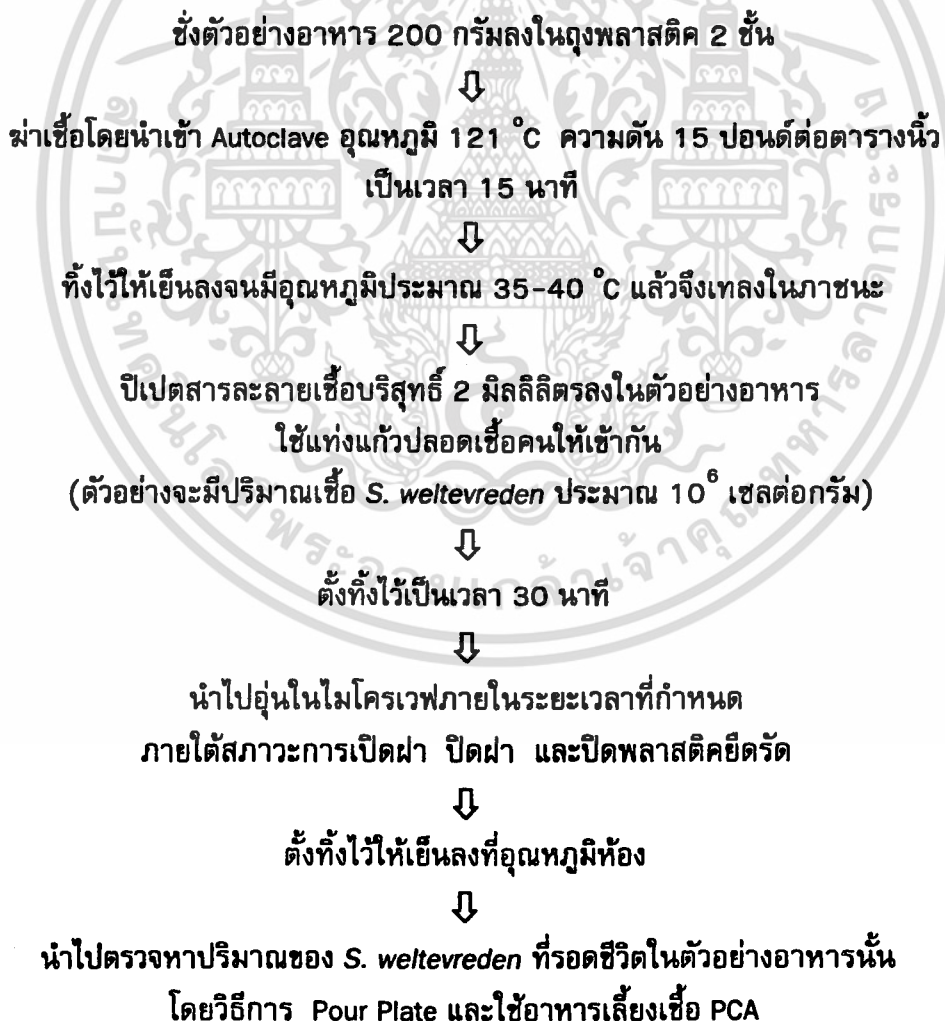 ชั่งตัวอย่างอาหาร 200 กรัมลงในถุงพลาสติค 2 ชั้น
⇩
ฆ่าเชื้อโดยนำเข้า Autoclave อุณหภูมิ 121 °C ความดัน 15 ปอนด์ต่อตารางนิ้ว
เป็นเวลา 15 นาที
⇩
ทิ้งไว้ให้เย็นลงจนมีอุณหภูมิประมาณ 35-40 °C แล้วจึงเทลงในภาชนะ
⇩
ปิเปตสารละลายเชื้อบริสุทธิ์ 2 มิลลิลิตรลงในตัวอย่างอาหาร
ใช้แท่งแก้วปลอดเชื้อคนให้เข้ากัน
(ตัวอย่างจะมีปริมาณเชื้อ S. weltevreden ประมาณ 10⁶ เซลต่อกรัม)
⇩
ตั้งทิ้งไว้เป็นเวลา 30 นาที
⇩
นำไปอุ่นในไมโครเวฟภายในระยะเวลาที่กำหนด
ภายใต้สภาวะการเปิดฝา ปิดฝา และปิดพลาสติคยืดรัด
⇩
ตั้งทิ้งไว้ให้เย็นลงที่อุณหภูมิห้อง
⇩
นำไปตรวจหาปริมาณของ S. weltevreden ที่รอดชีวิตในตัวอย่างอาหารนั้น
โดยวิธีการ Pour Plate และใช้อาหารเลี้ยงเชื้อ PCA